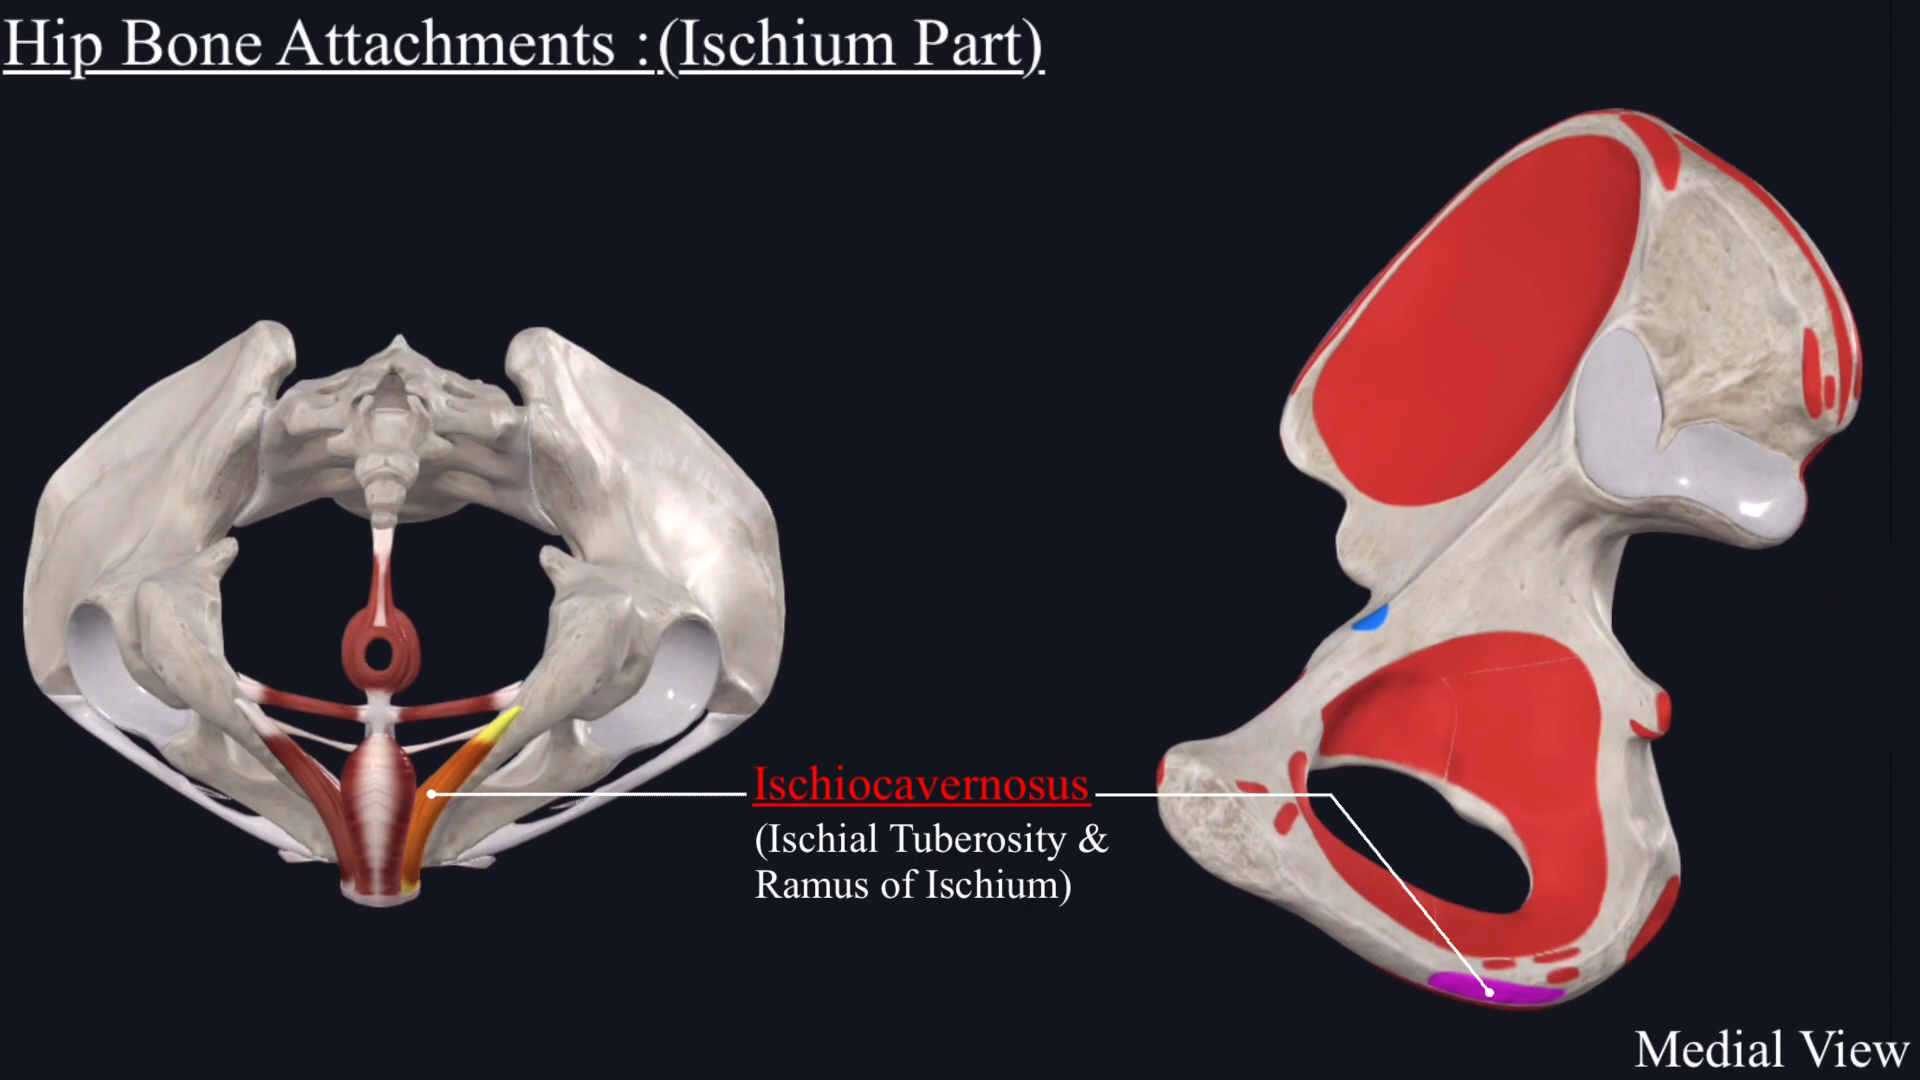 Hip Bone Attachments :(Ischium Part)
Ischiocavernosus
(Ischial Tuberosity &
Ramus of Ischium)
Medial View